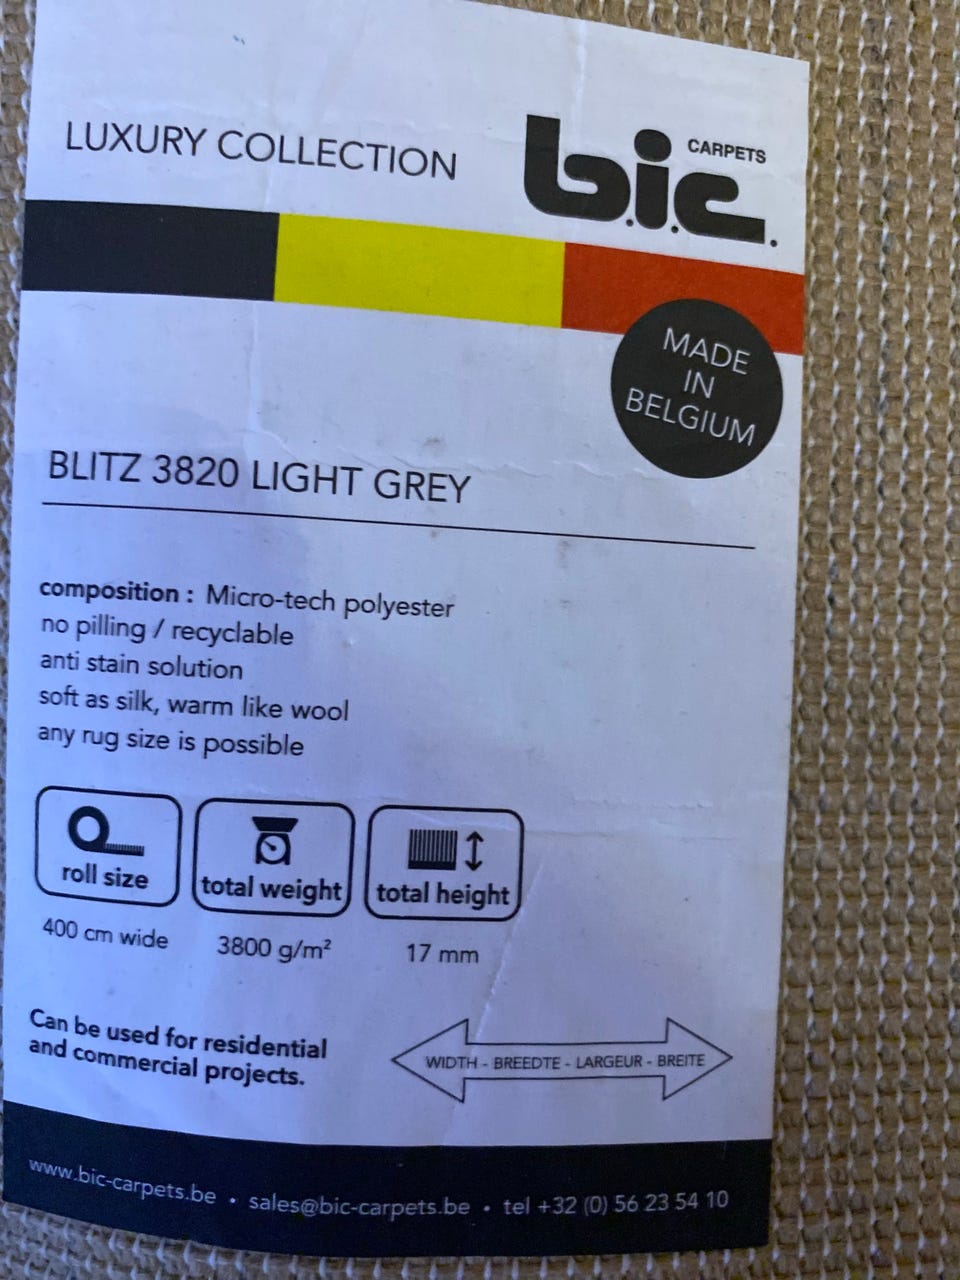 LUXURY COLLECTION
b.i.c. CARPETS
MADE
IN
BELGIUM
BLITZ 3820 LIGHT GREY
composition : Micro-tech polyester
no pilling / recyclable
anti stain solution
soft as silk, warm like wool
any rug size is possible
roll size
total weight
total height
400 cm wide
3800 g/m²
17 mm
Can be used for residential
and commercial projects.
WIDTH - BREEDTE - LARGEUR - BREITE
www.bic-carpets.be • sales@bic-carpets.be • tel +32 (0) 56 23 54 10